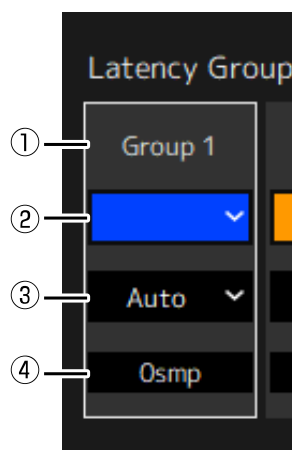 Latency Group
① Group 1
②
③ Auto
④ 0smp